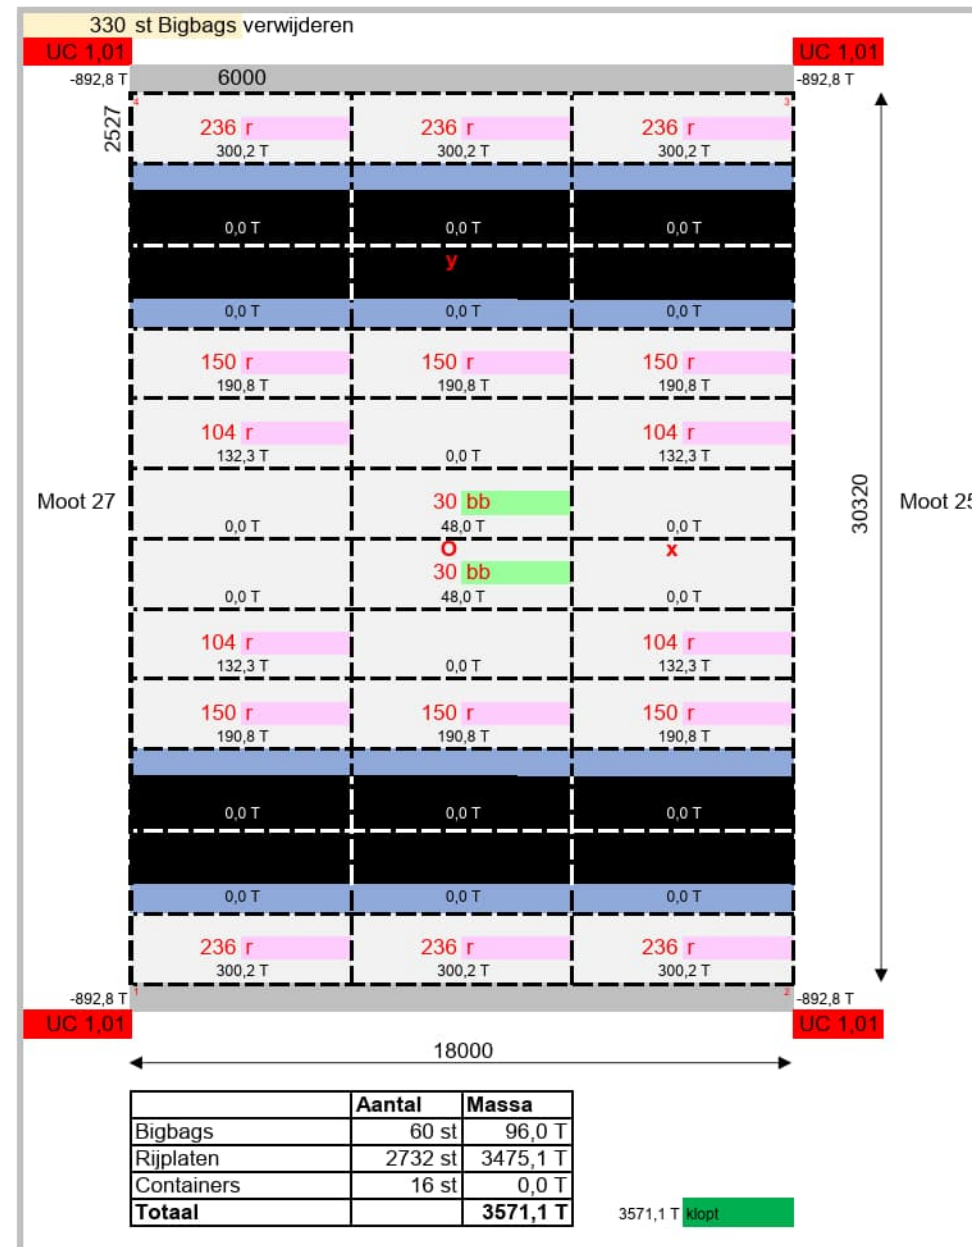 330 st Bigbags verwijderen
UC 1,01 UC 1,01
-892,8 T 6000 -892,8 T
4 3
2527
236 r 236 r 236 r
300,2 T 300,2 T 300,2 T
0,0 T 0,0 T 0,0 T
y
0,0 T 0,0 T 0,0 T
150 r 150 r 150 r
190,8 T 190,8 T 190,8 T
104 r 104 r
132,3 T 0,0 T 132,3 T
Moot 27 30 bb 30320 Moot 25
0,0 T 48,0 T 0,0 T
O x
30 bb
0,0 T 48,0 T 0,0 T
104 r 104 r
132,3 T 0,0 T 132,3 T
150 r 150 r 150 r
190,8 T 190,8 T 190,8 T
0,0 T 0,0 T 0,0 T
0,0 T 0,0 T 0,0 T
236 r 236 r 236 r
300,2 T 300,2 T 300,2 T
-892,8 T 1 2 -892,8 T
UC 1,01 UC 1,01
18000
Aantal Massa
Bigbags 60 st 96,0 T
Rijplaten 2732 st 3475,1 T
Containers 16 st 0,0 T
Totaal 3571,1 T 3571,1 T klopt